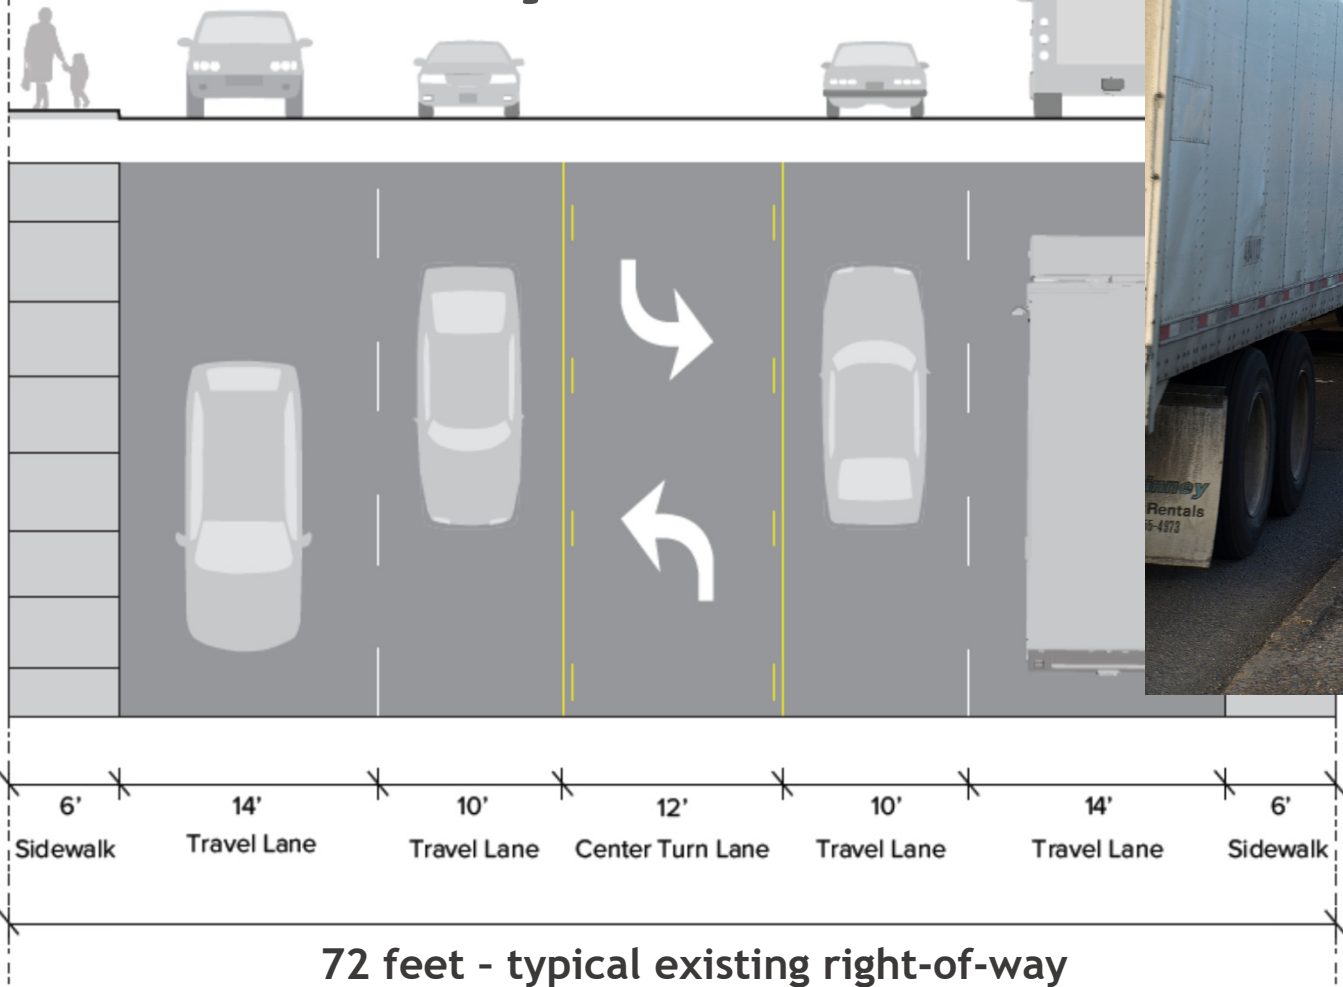 Rentals
6' 14' 10' 12' 10' 14' 6'
Sidewalk Travel Lane Travel Lane Center Turn Lane Travel Lane Travel Lane Sidewalk
72 feet - typical existing right-of-way